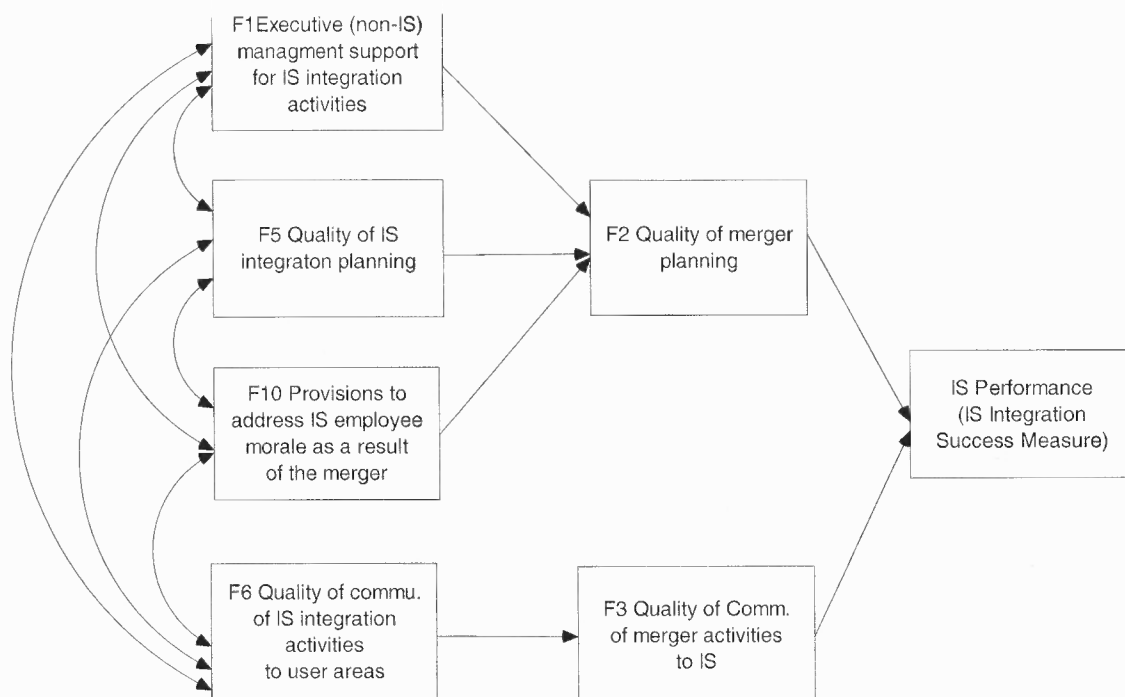 F1Executive (non-IS)
managment support
for IS integration
activities
F5 Quality of IS
integraton planning
F2 Quality of merger
planning
F10 Provisions to
address IS employee
morale as a result
of the merger
IS Performance
(IS Integration
Success Measure)
F6 Quality of commu.
of IS integration
activities
to user areas
F3 Quality of Comm.
of merger activities
to IS